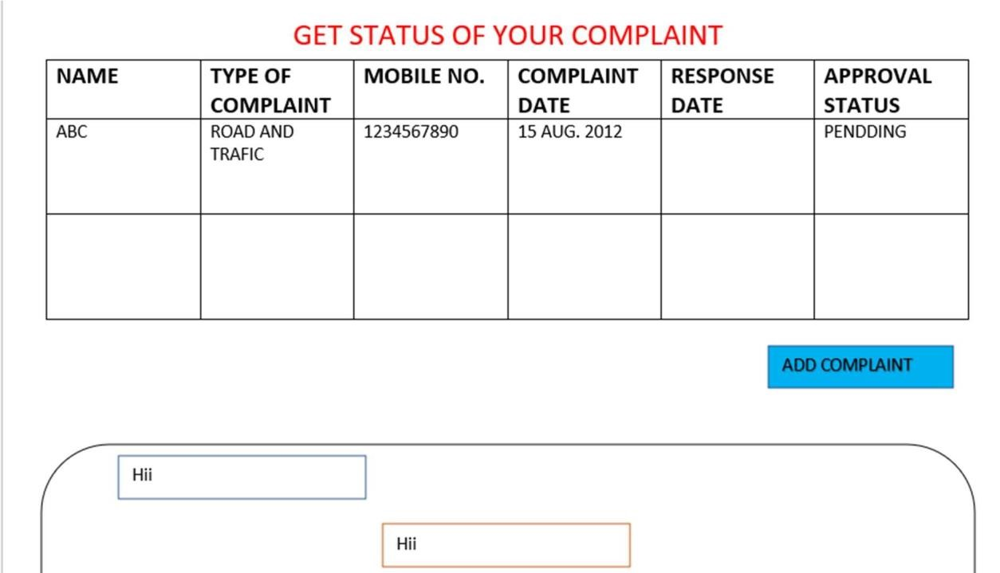 GET STATUS OF YOUR COMPLAINT
NAME
TYPE OF
COMPLAINT
MOBILE NO.
COMPLAINT
DATE
RESPONSE
DATE
APPROVAL
STATUS
ABC
ROAD AND
TRAFIC
1234567890
15 AUG. 2012
PENDDING
ADD COMPLAINT
Hii
Hii